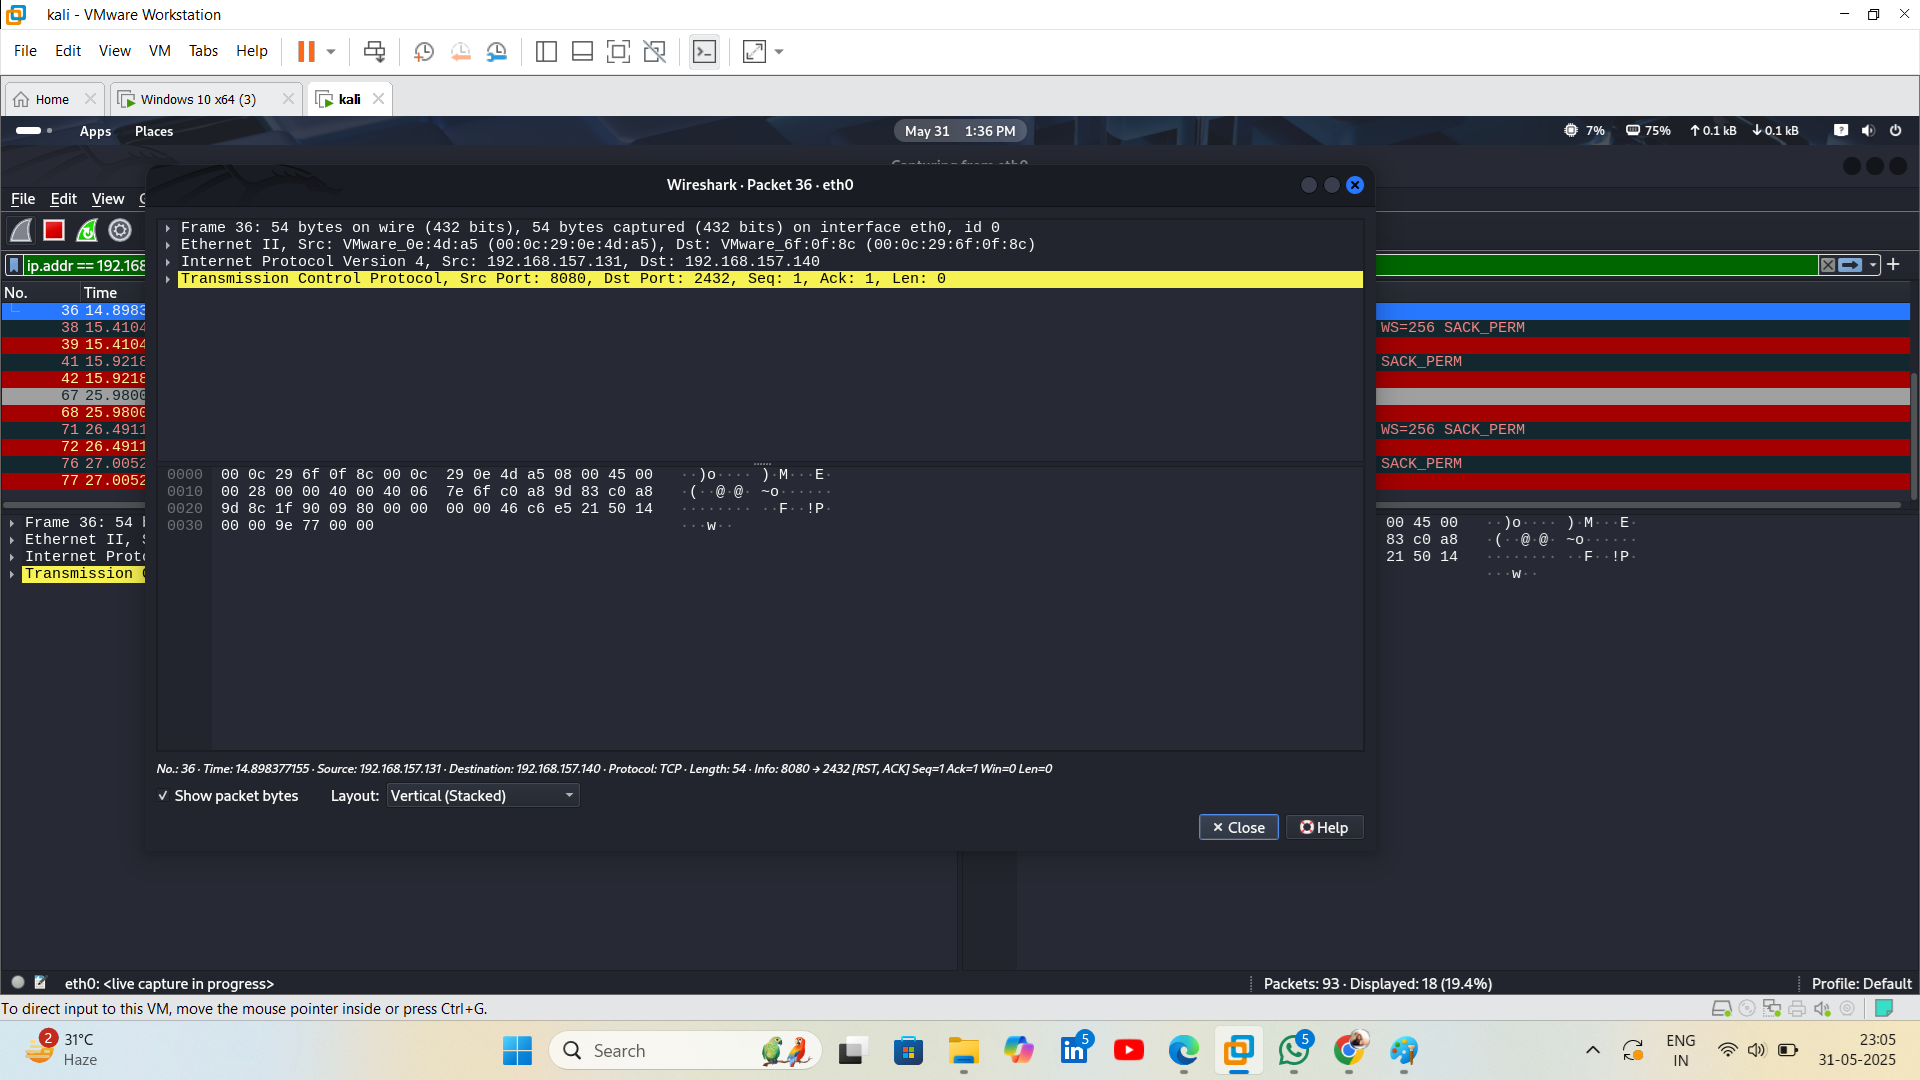 kali - VMware Workstation
File Edit View VM Tabs Help
Home Windows 10 x64 (3) kali
Apps Places May 31 1:36 PM 7% 75% 0.1 kB 0.1 kB
Wireshark · Packet 36 · eth0
File Edit View
Frame 36: 54 bytes on wire (432 bits), 54 bytes captured (432 bits) on interface eth0, id 0
Ethernet II, Src: VMware_0e:4d:a5 (00:0c:29:0e:4d:a5), Dst: VMware_6f:0f:8c (00:0c:29:6f:0f:8c)
Internet Protocol Version 4, Src: 192.168.157.131, Dst: 192.168.157.140
Transmission Control Protocol, Src Port: 8080, Dst Port: 2432, Seq: 1, Ack: 1, Len: 0
ip.addr == 192.168
No. Time
36 14.8983
38 15.4104 WS=256 SACK_PERM
39 15.4104
41 15.9218 SACK_PERM
42 15.9218
67 25.9800
68 25.9800
71 26.4911 WS=256 SACK_PERM
72 26.4911
76 27.0052 SACK_PERM
77 27.0052
0000 00 0c 29 6f 0f 8c 00 0c 29 0e 4d a5 08 00 45 00 ··)o···· )·M···E·
0010 00 28 00 00 40 00 40 06 7e 6f c0 a8 9d 83 c0 a8 ·(··@·@· ~o······
0020 9d 8c 1f 90 09 80 00 00 00 00 46 c6 e5 21 50 14 ········ ··F··!P·
0030 00 00 9e 77 00 00 ···w··
Frame 36: 54
Ethernet II,
Internet Proto
Transmission
00 45 00 ··)o···· )·M···E·
83 c0 a8 ·(··@·@· ~o······
21 50 14 ········ ··F··!P·
···w··
No.: 36 · Time: 14.898377155 · Source: 192.168.157.131 · Destination: 192.168.157.140 · Protocol: TCP · Length: 54 · Info: 8080 → 2432 [RST, ACK] Seq=1 Ack=1 Win=0 Len=0
Show packet bytes Layout: Vertical (Stacked)
Close Help
eth0: <live capture in progress> Packets: 93 · Displayed: 18 (19.4%) Profile: Default
To direct input to this VM, move the mouse pointer inside or press Ctrl+G.
2 31°C
Haze
Search
5
5
ENG
IN
23:05
31-05-2025